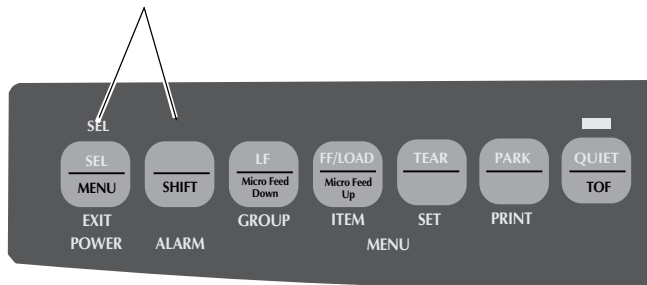 SEL
SEL LF FF/LOAD TEAR PARK QUIET
MENU SHIFT Micro Feed Down Micro Feed Up TOF
EXIT GROUP ITEM SET PRINT
POWER ALARM MENU